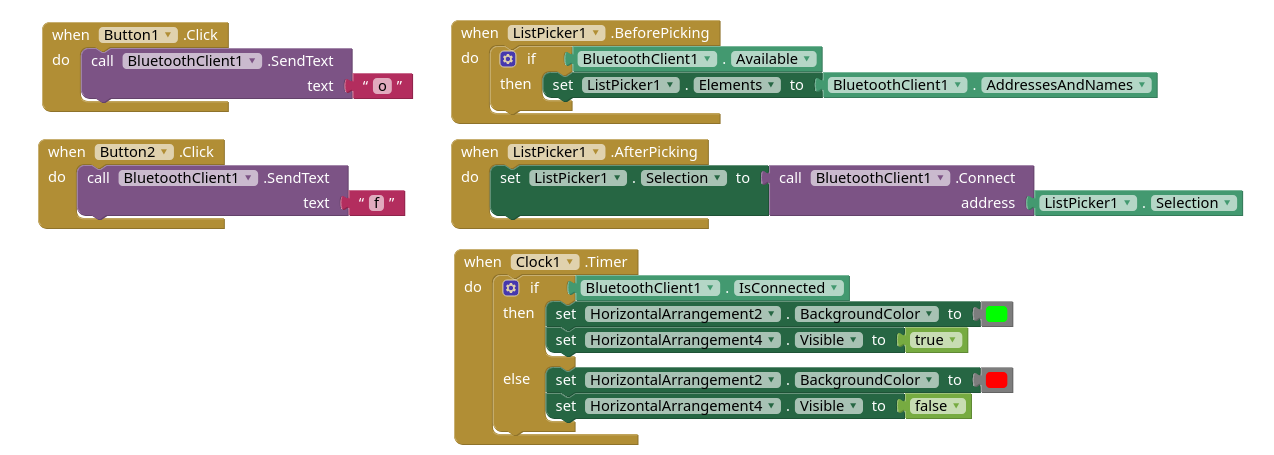 when Button1 .Click
do call BluetoothClient1 .SendText
text “ o ”
when Button2 .Click
do call BluetoothClient1 .SendText
text “ f ”
when ListPicker1 .BeforePicking
do if BluetoothClient1 . Available
then set ListPicker1 . Elements to BluetoothClient1 . AddressesAndNames
when ListPicker1 .AfterPicking
do set ListPicker1 . Selection to call BluetoothClient1 .Connect
address ListPicker1 . Selection
when Clock1 .Timer
do if BluetoothClient1 . IsConnected
then set HorizontalArrangement2 . BackgroundColor to
set HorizontalArrangement4 . Visible to true
else set HorizontalArrangement2 . BackgroundColor to
set HorizontalArrangement4 . Visible to false